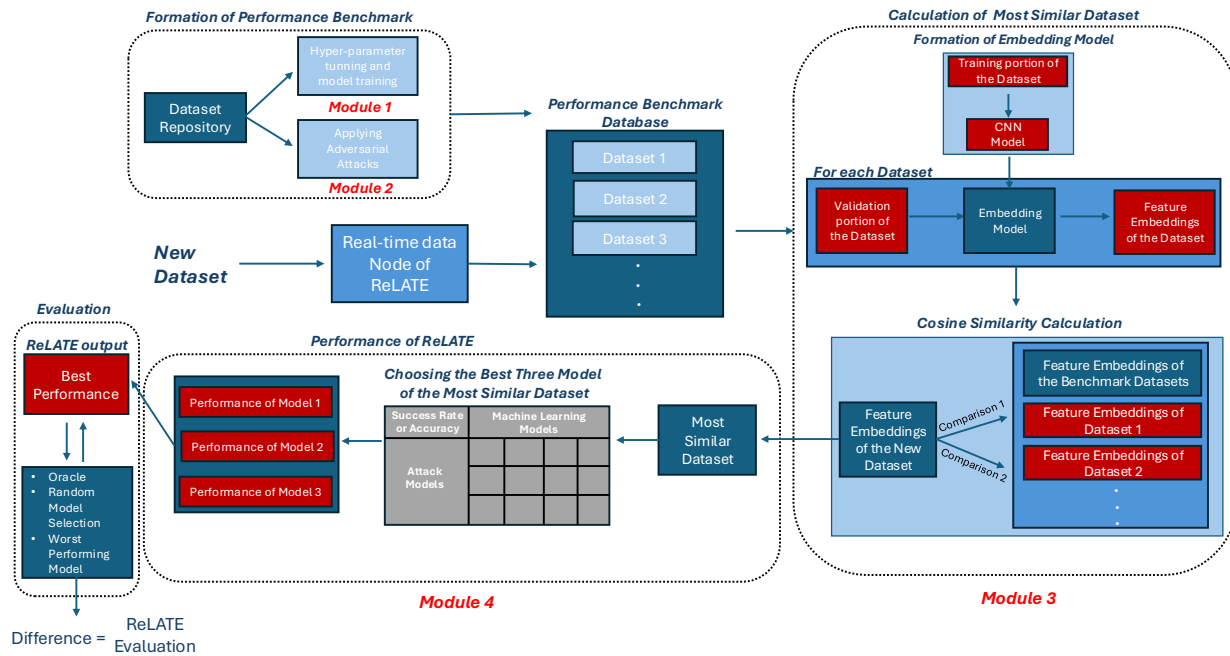 Formation of Performance Benchmark
Dataset
Repository
Hyper-parameter
tunning and
model training
Module 1
Applying
Adversarial
Attacks
Module 2
Performance Benchmark
Database
Dataset 1
Dataset 2
Dataset 3
.
.
.
New
Dataset
Real-time data
Node of
ReLATE
Calculation of Most Similar Dataset
Formation of Embedding Model
Training portion of
the Dataset
CNN
Model
For each Dataset
Validation
portion of
the Dataset
Embedding
Model
Feature
Embeddings
of the Dataset
Cosine Similarity Calculation
Feature Embeddings of
the Benchmark Datasets
Feature
Embeddings
of the New
Dataset
Comparison 1
Comparison 2
Feature Embeddings of
Dataset 1
Feature Embeddings of
Dataset 2
.
.
.
Module 3
Performance of ReLATE
Choosing the Best Three Model
of the Most Similar Dataset
Most
Similar
Dataset
Success Rate
or Accuracy
Machine Learning
Models
Attack
Models
Performance of Model 1
Performance of Model 2
Performance of Model 3
Module 4
Evaluation
ReLATE output
Best
Performance
• Oracle
• Random
Model
Selection
• Worst
Performing
Model
Difference = ReLATE
Evaluation